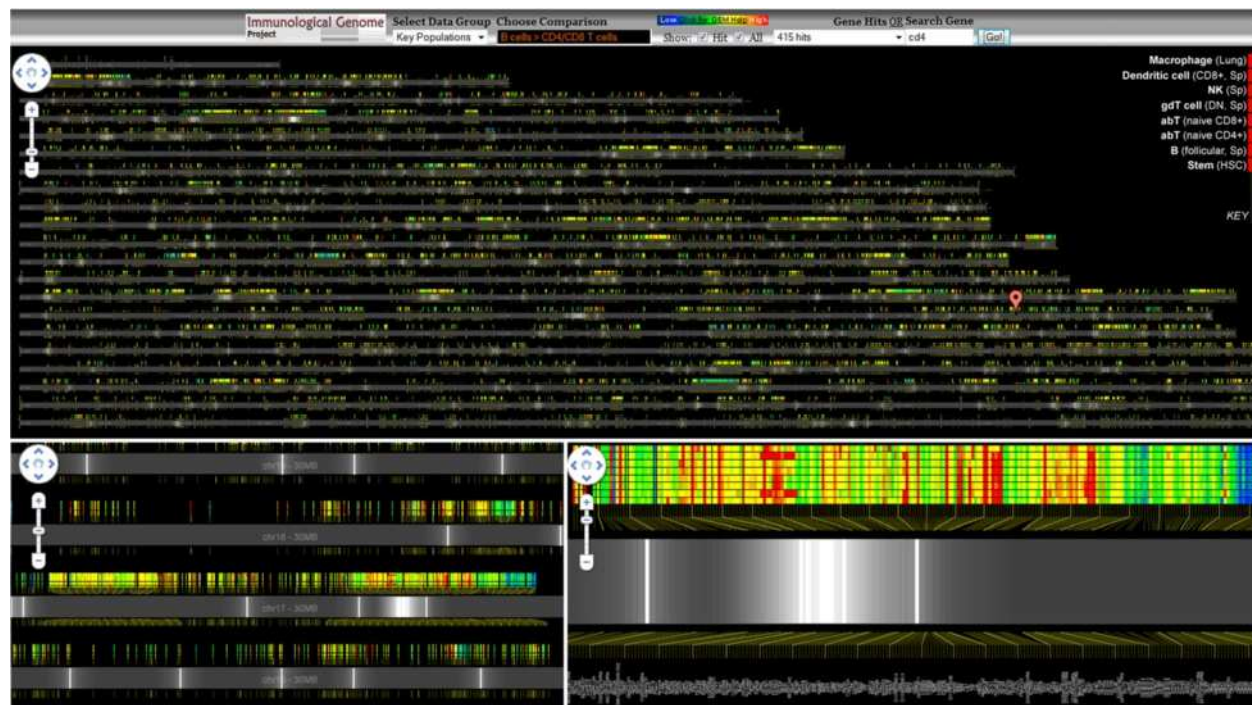 Immunological Genome
Project
Select Data Group Choose Comparison
Key Populations
B cells > CD4/CD8 T cells
Show: Hit All
415 hits
Gene Hits OR Search Gene
cd4
Go!
Macrophage (Lung)
Dendritic cell (CD8+, Sp)
NK (Sp)
gdT cell (DN, Sp)
abT (naive CD8+)
abT (naive CD4+)
B (follicular, Sp)
Stem (HSC)
KEY
chr18 - 30MB
chr17 - 30MB